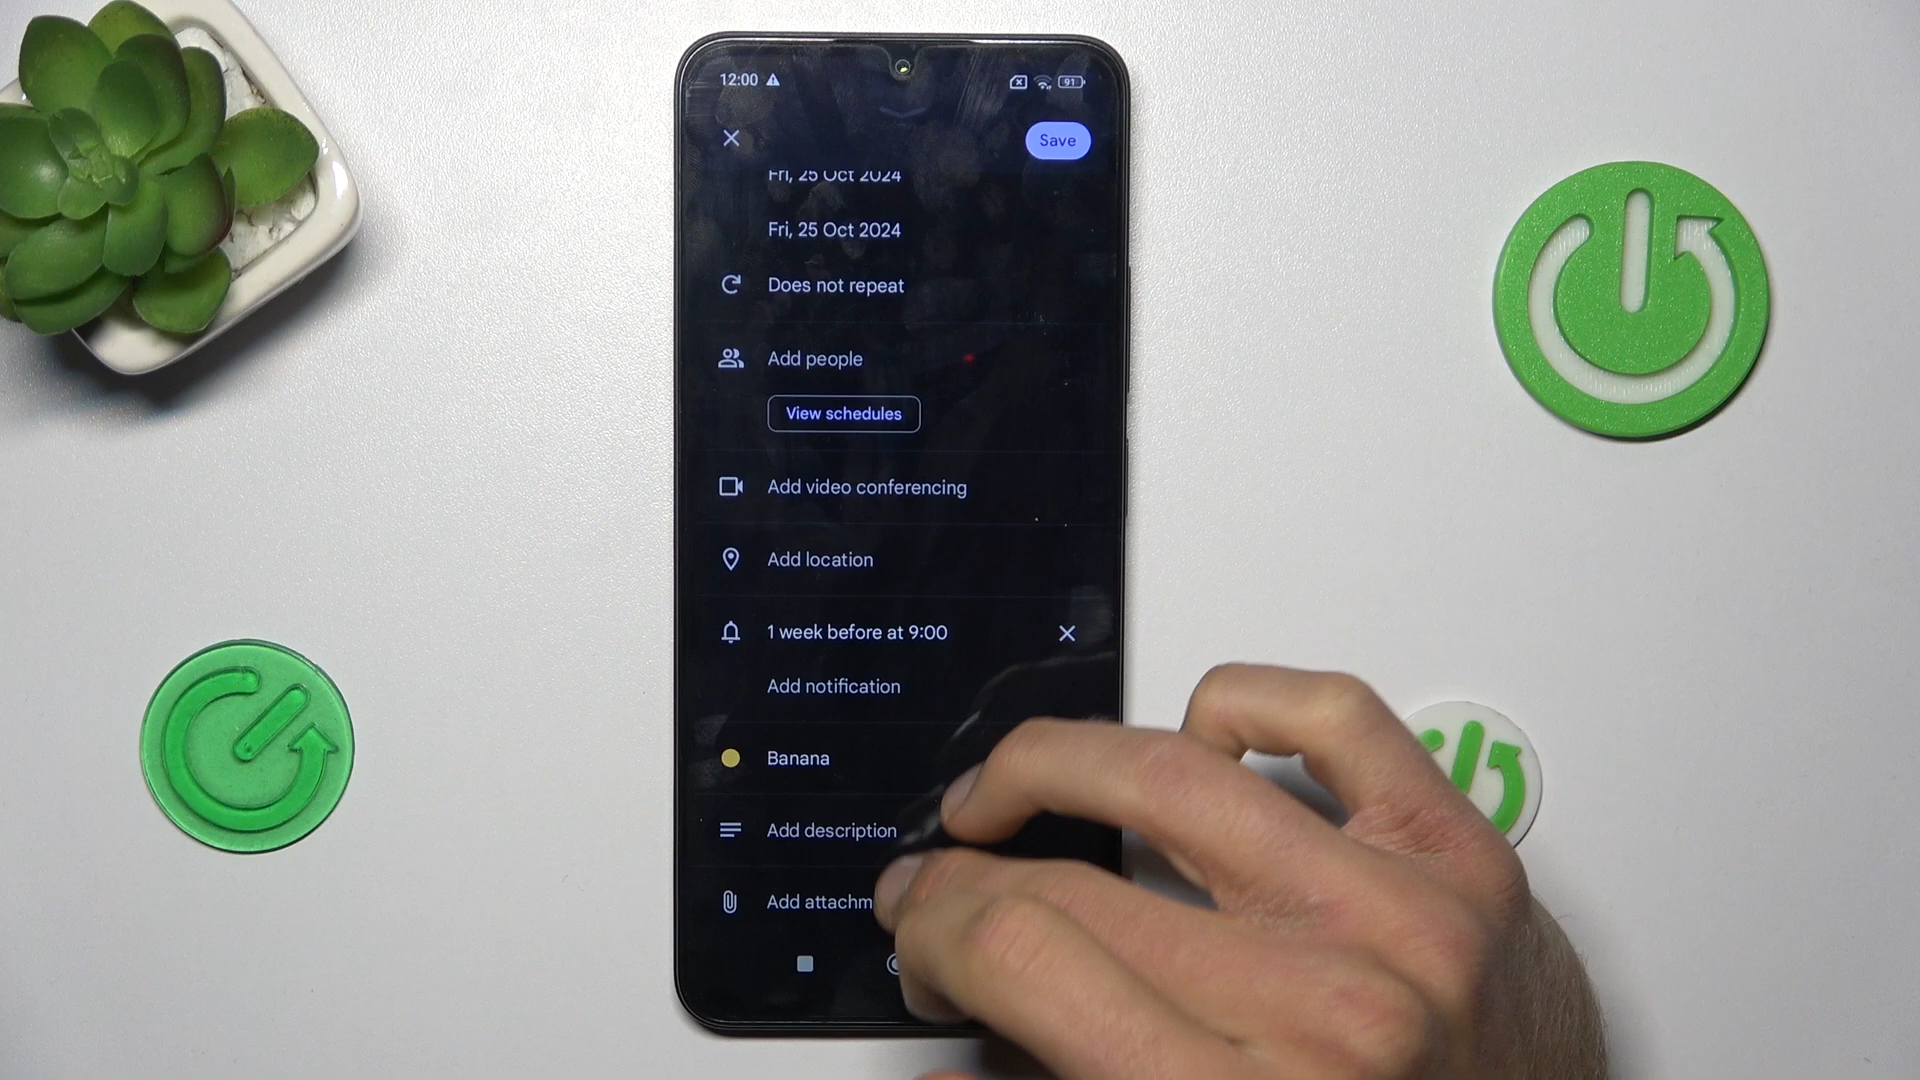 12:00
91
Save
Fri, 25 Oct 2024
Fri, 25 Oct 2024
Does not repeat
Add people
View schedules
Add video conferencing
Add location
1 week before at 9:00
Add notification
Banana
Add description
Add attachm